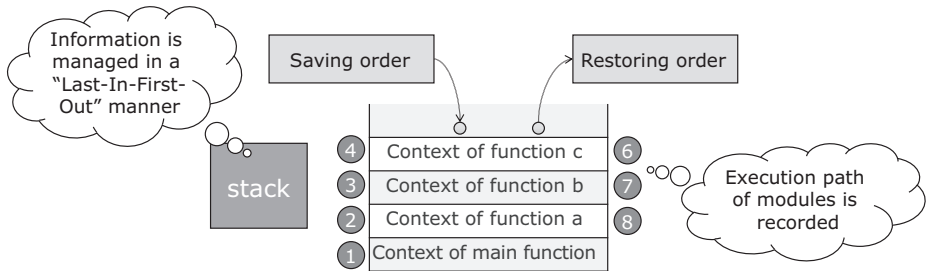 Information is
managed in a
“Last-In-First-
Out” manner
Saving order
Restoring order
stack
4 Context of function c 6
3 Context of function b 7
2 Context of function a 8
1 Context of main function
Execution path
of modules is
recorded